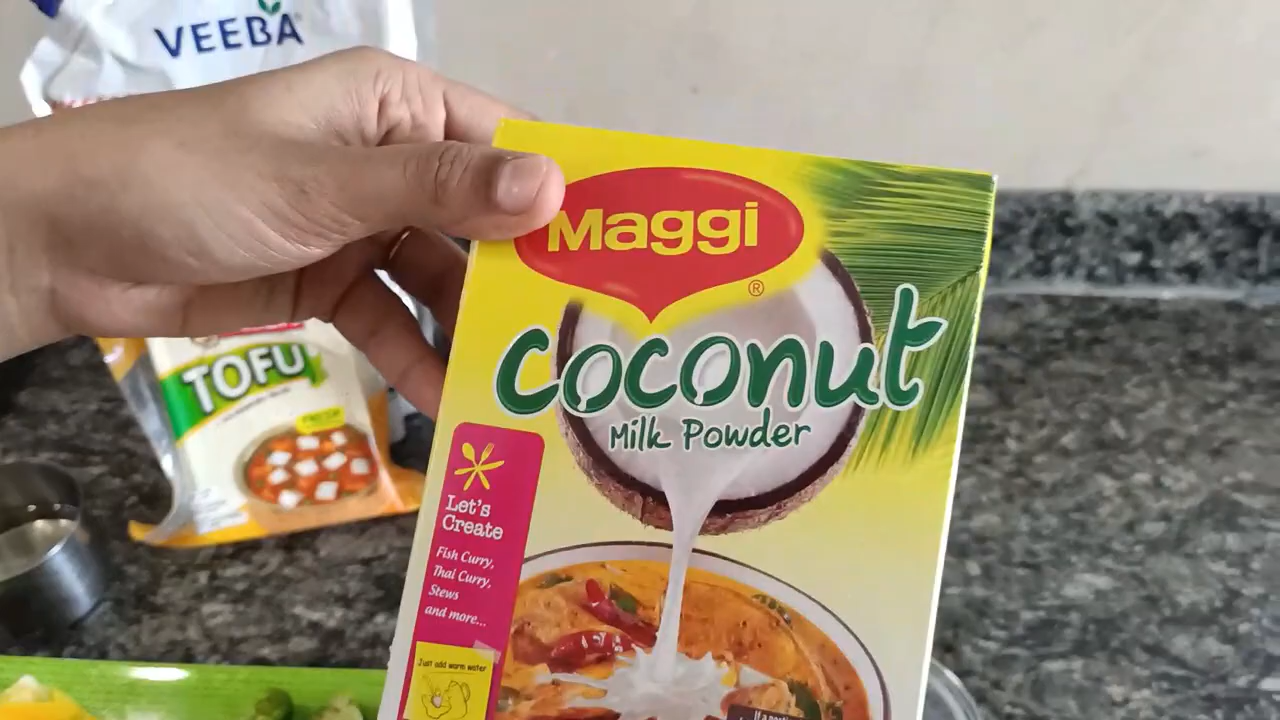 VEEBA
Maggi
®
coconut
Milk Powder
TOFU
Let's
Create
Fish Curry,
Thai Curry,
Stews
and more...
Just add warm water